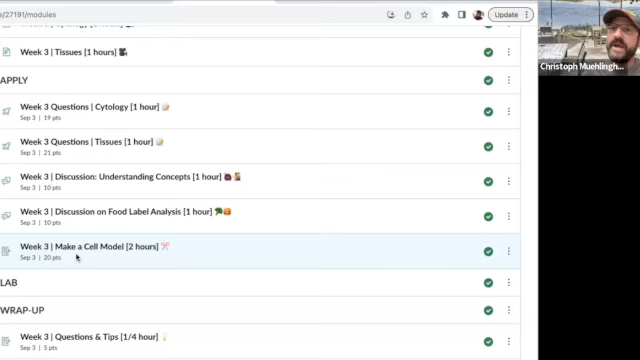 s/27191/modules
Update
Week 3 | Tissues [1 hours]
APPLY
Week 3 Questions | Cytology [1 hour]
Sep 3 | 19 pts
Week 3 Questions | Tissues [1 hour]
Sep 3 | 21 pts
Week 3 | Discussion: Understanding Concepts [1 hour]
Sep 3 | 10 pts
Week 3 | Discussion on Food Label Analysis [1 hour]
Sep 3 | 10 pts
Week 3 | Make a Cell Model [2 hours]
Sep 3 | 20 pts
LAB
WRAP-UP
Week 3 | Questions & Tips [1/4 hour]
Sep 3 | 5 pts
Christoph Muehlingh...